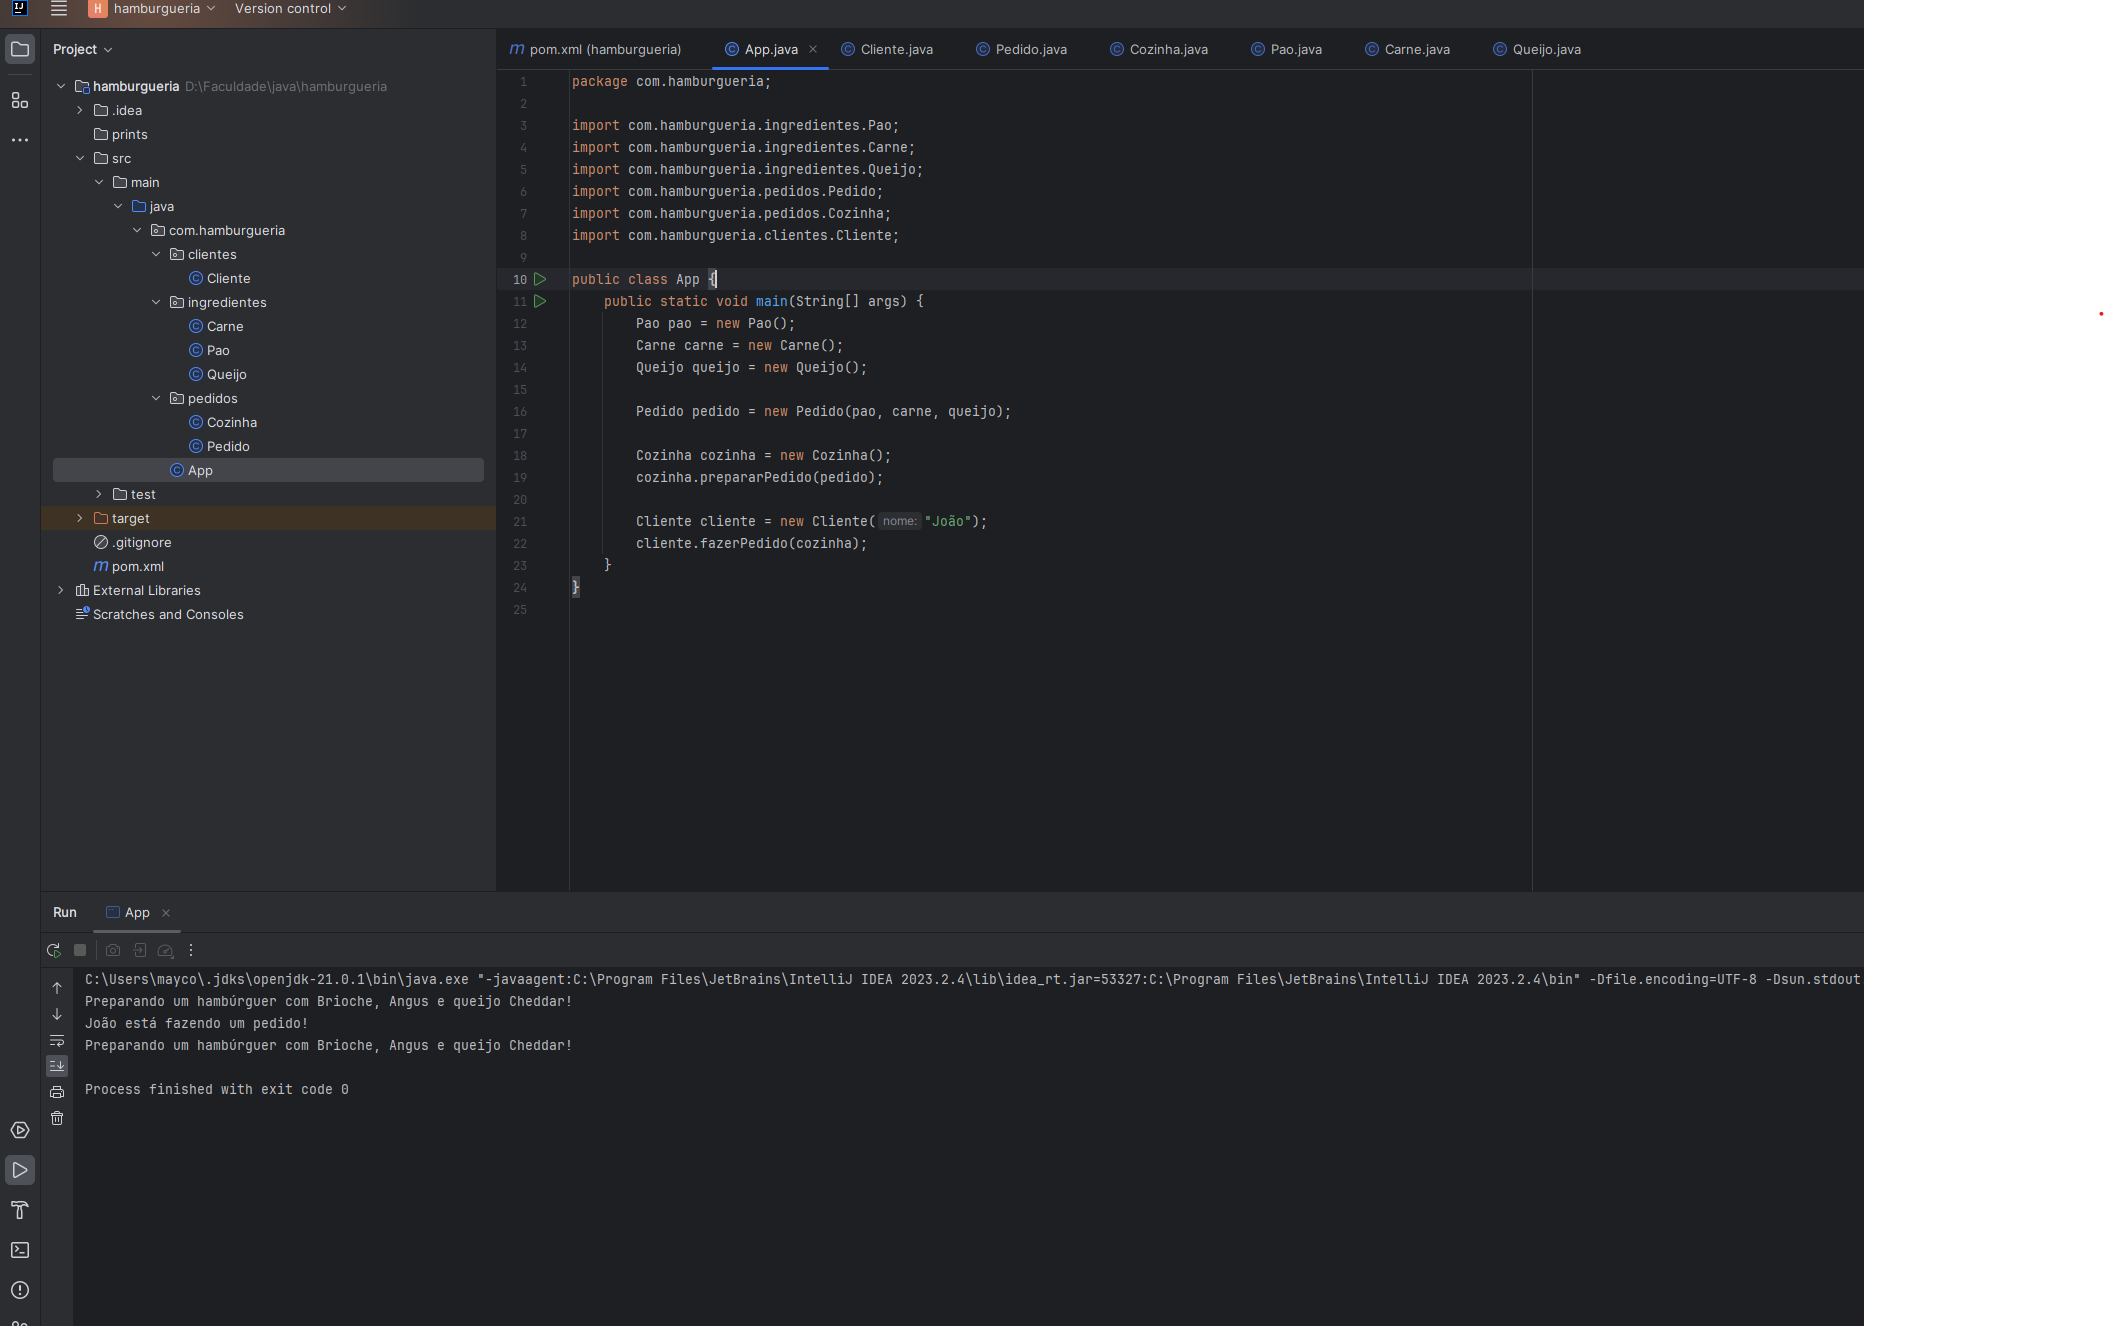 IJ
H hamburgueria Version control
Project
hamburgueria D:\Faculdade\java\hamburgueria
.idea
prints
src
main
java
com.hamburgueria
clientes
Cliente
ingredientes
Carne
Pao
Queijo
pedidos
Cozinha
Pedido
App
test
target
.gitignore
pom.xml
External Libraries
Scratches and Consoles
pom.xml (hamburgueria) App.java Cliente.java Pedido.java Cozinha.java Pao.java Carne.java Queijo.java
1 package com.hamburgueria;
2
3 import com.hamburgueria.ingredientes.Pao;
4 import com.hamburgueria.ingredientes.Carne;
5 import com.hamburgueria.ingredientes.Queijo;
6 import com.hamburgueria.pedidos.Pedido;
7 import com.hamburgueria.pedidos.Cozinha;
8 import com.hamburgueria.clientes.Cliente;
9
10 public class App {
11 public static void main(String[] args) {
12 Pao pao = new Pao();
13 Carne carne = new Carne();
14 Queijo queijo = new Queijo();
15
16 Pedido pedido = new Pedido(pao, carne, queijo);
17
18 Cozinha cozinha = new Cozinha();
19 cozinha.prepararPedido(pedido);
20
21 Cliente cliente = new Cliente( nome: "João");
22 cliente.fazerPedido(cozinha);
23 }
24 }
25
Run App
C:\Users\mayco\.jdks\openjdk-21.0.1\bin\java.exe "-javaagent:C:\Program Files\JetBrains\IntelliJ IDEA 2023.2.4\lib\idea_rt.jar=53327:C:\Program Files\JetBrains\IntelliJ IDEA 2023.2.4\bin" -Dfile.encoding=UTF-8 -Dsun.stdout
Preparando um hambúrguer com Brioche, Angus e queijo Cheddar!
João está fazendo um pedido!
Preparando um hambúrguer com Brioche, Angus e queijo Cheddar!
Process finished with exit code 0